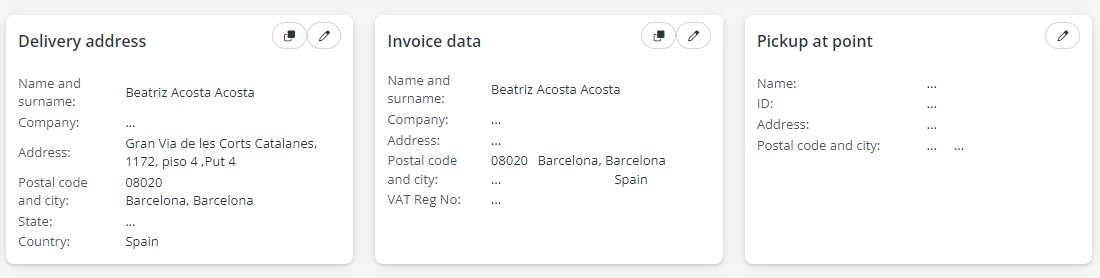 Delivery address
Name and surname: Beatriz Acosta Acosta
Company: ...
Address: Gran Via de les Corts Catalanes, 1172, piso 4 ,Put 4
Postal code and city: 08020 Barcelona, Barcelona
State: ...
Country: Spain
Invoice data
Name and surname: Beatriz Acosta Acosta
Company: ...
Address: ...
Postal code and city: 08020 Barcelona, Barcelona
... Spain
VAT Reg No: ...
Pickup at point
Name: ...
ID: ...
Address: ...
Postal code and city: ... ...